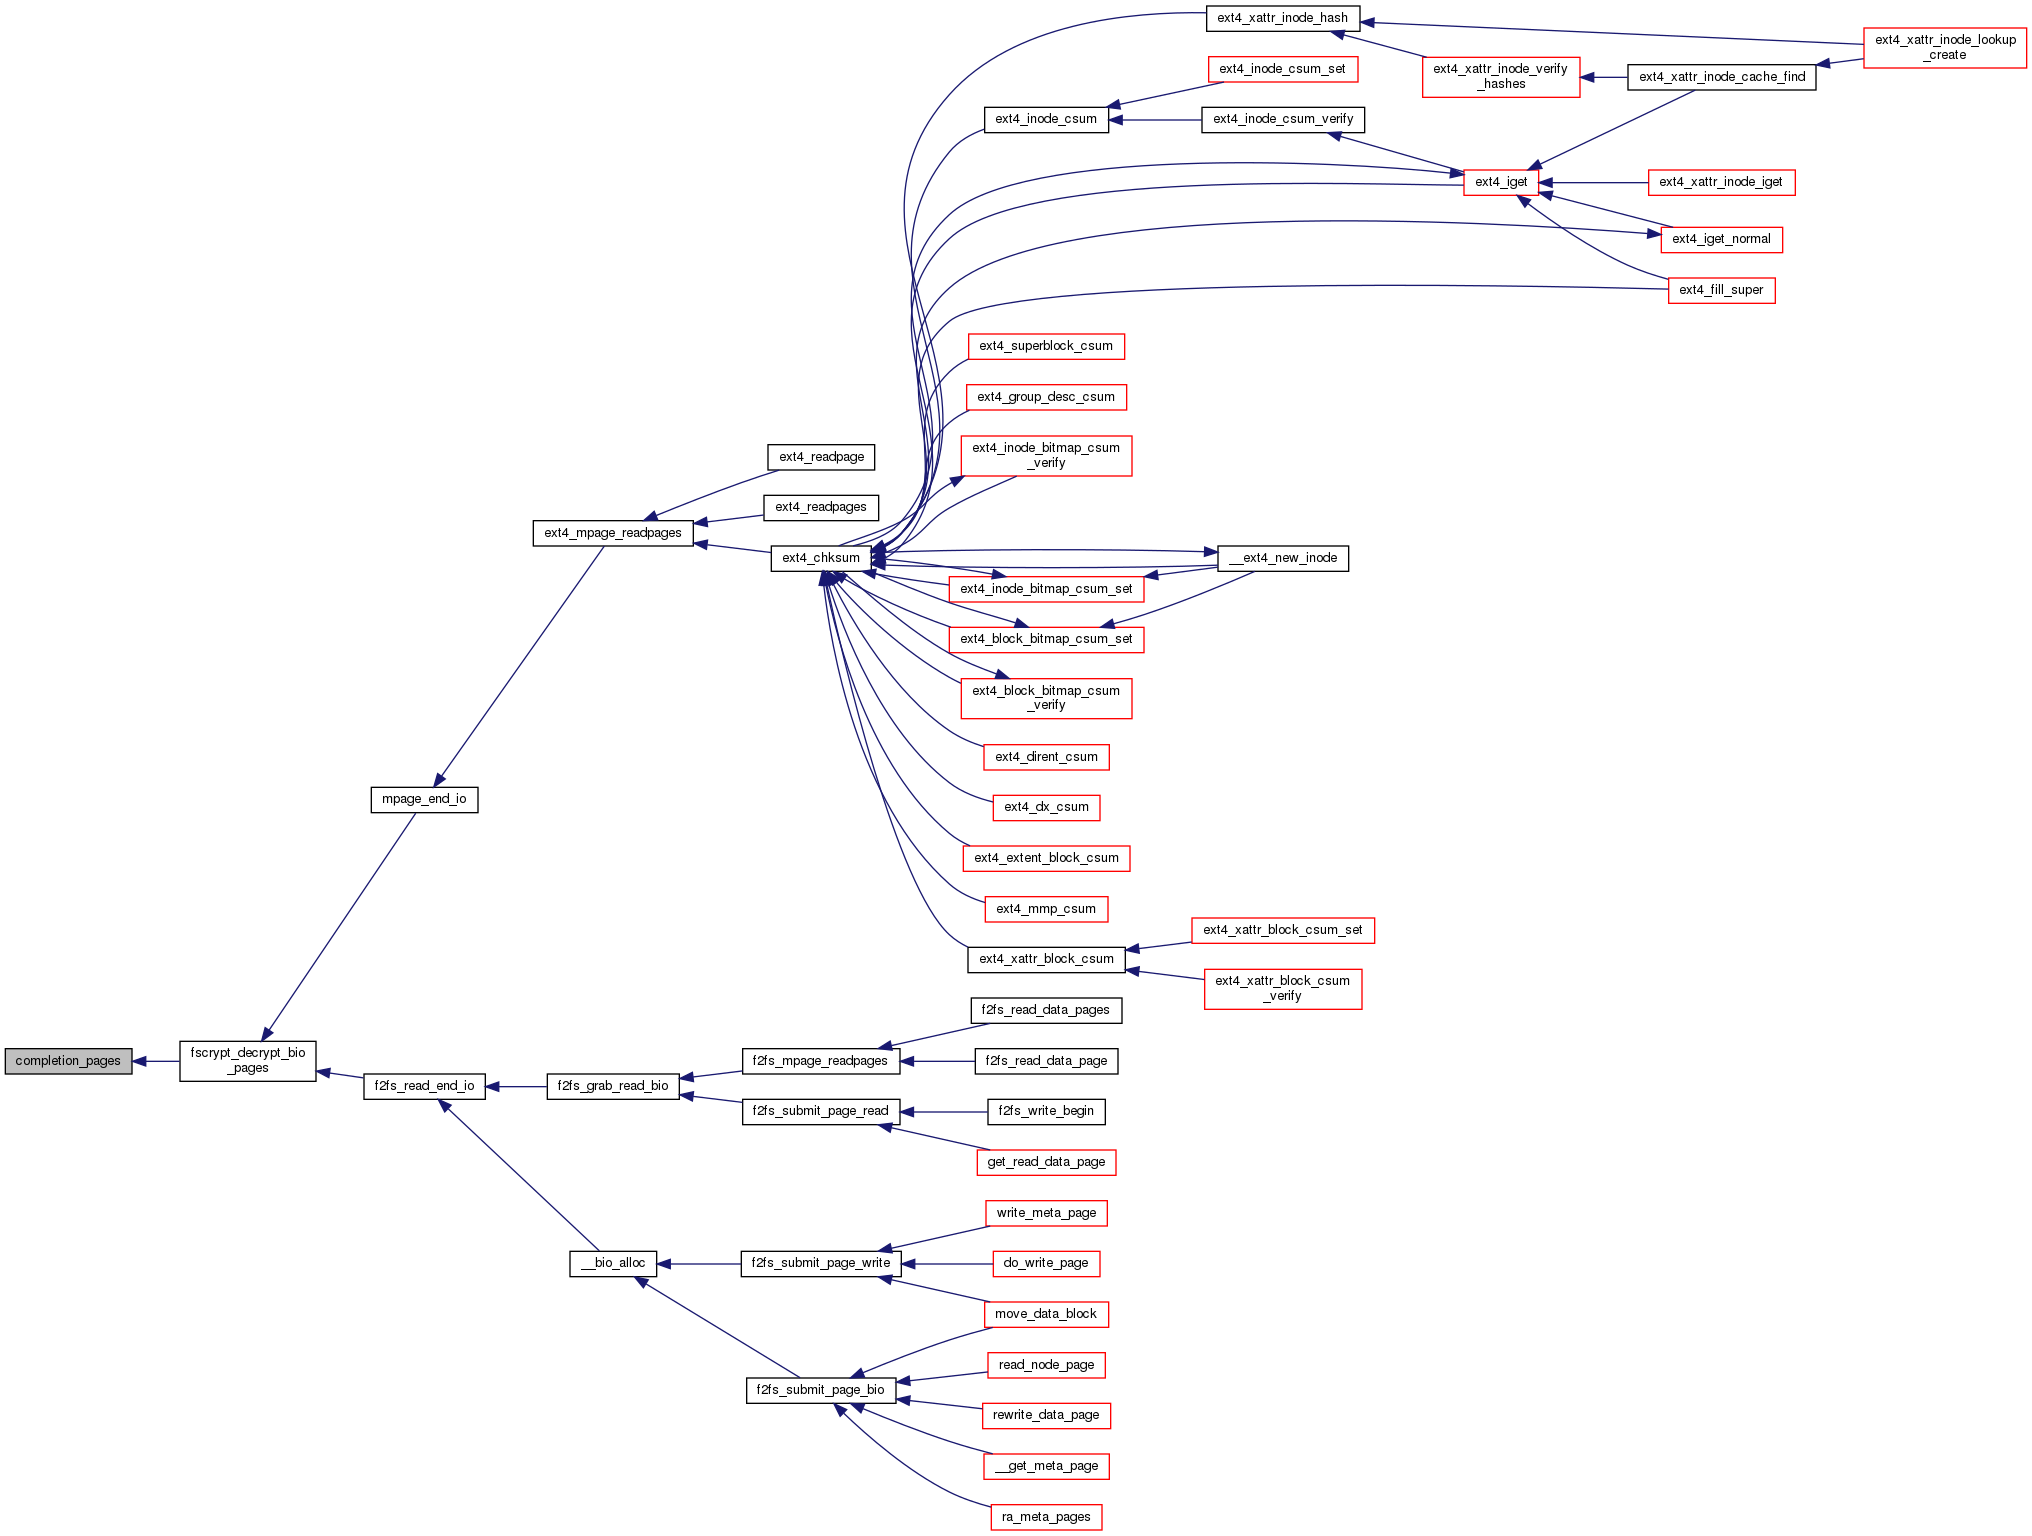 ext4_xattr_inode_hash
ext4_xattr_inode_lookup
_create
ext4_inode_csum_set
ext4_xattr_inode_verify
_hashes
ext4_xattr_inode_cache_find
ext4_inode_csum
ext4_inode_csum_verify
ext4_iget
ext4_xattr_inode_iget
ext4_iget_normal
ext4_fill_super
ext4_superblock_csum
ext4_group_desc_csum
ext4_inode_bitmap_csum
_verify
ext4_readpage
ext4_readpages
ext4_mpage_readpages
ext4_chksum
__ext4_new_inode
ext4_inode_bitmap_csum_set
ext4_block_bitmap_csum_set
ext4_block_bitmap_csum
_verify
ext4_dirent_csum
ext4_dx_csum
mpage_end_io
ext4_extent_block_csum
ext4_mmp_csum
ext4_xattr_block_csum_set
ext4_xattr_block_csum
ext4_xattr_block_csum
_verify
f2fs_read_data_pages
completion_pages
fscrypt_decrypt_bio
_pages
f2fs_mpage_readpages
f2fs_read_data_page
f2fs_read_end_io
f2fs_grab_read_bio
f2fs_submit_page_read
f2fs_write_begin
get_read_data_page
write_meta_page
__bio_alloc
f2fs_submit_page_write
do_write_page
move_data_block
read_node_page
f2fs_submit_page_bio
rewrite_data_page
__get_meta_page
ra_meta_pages